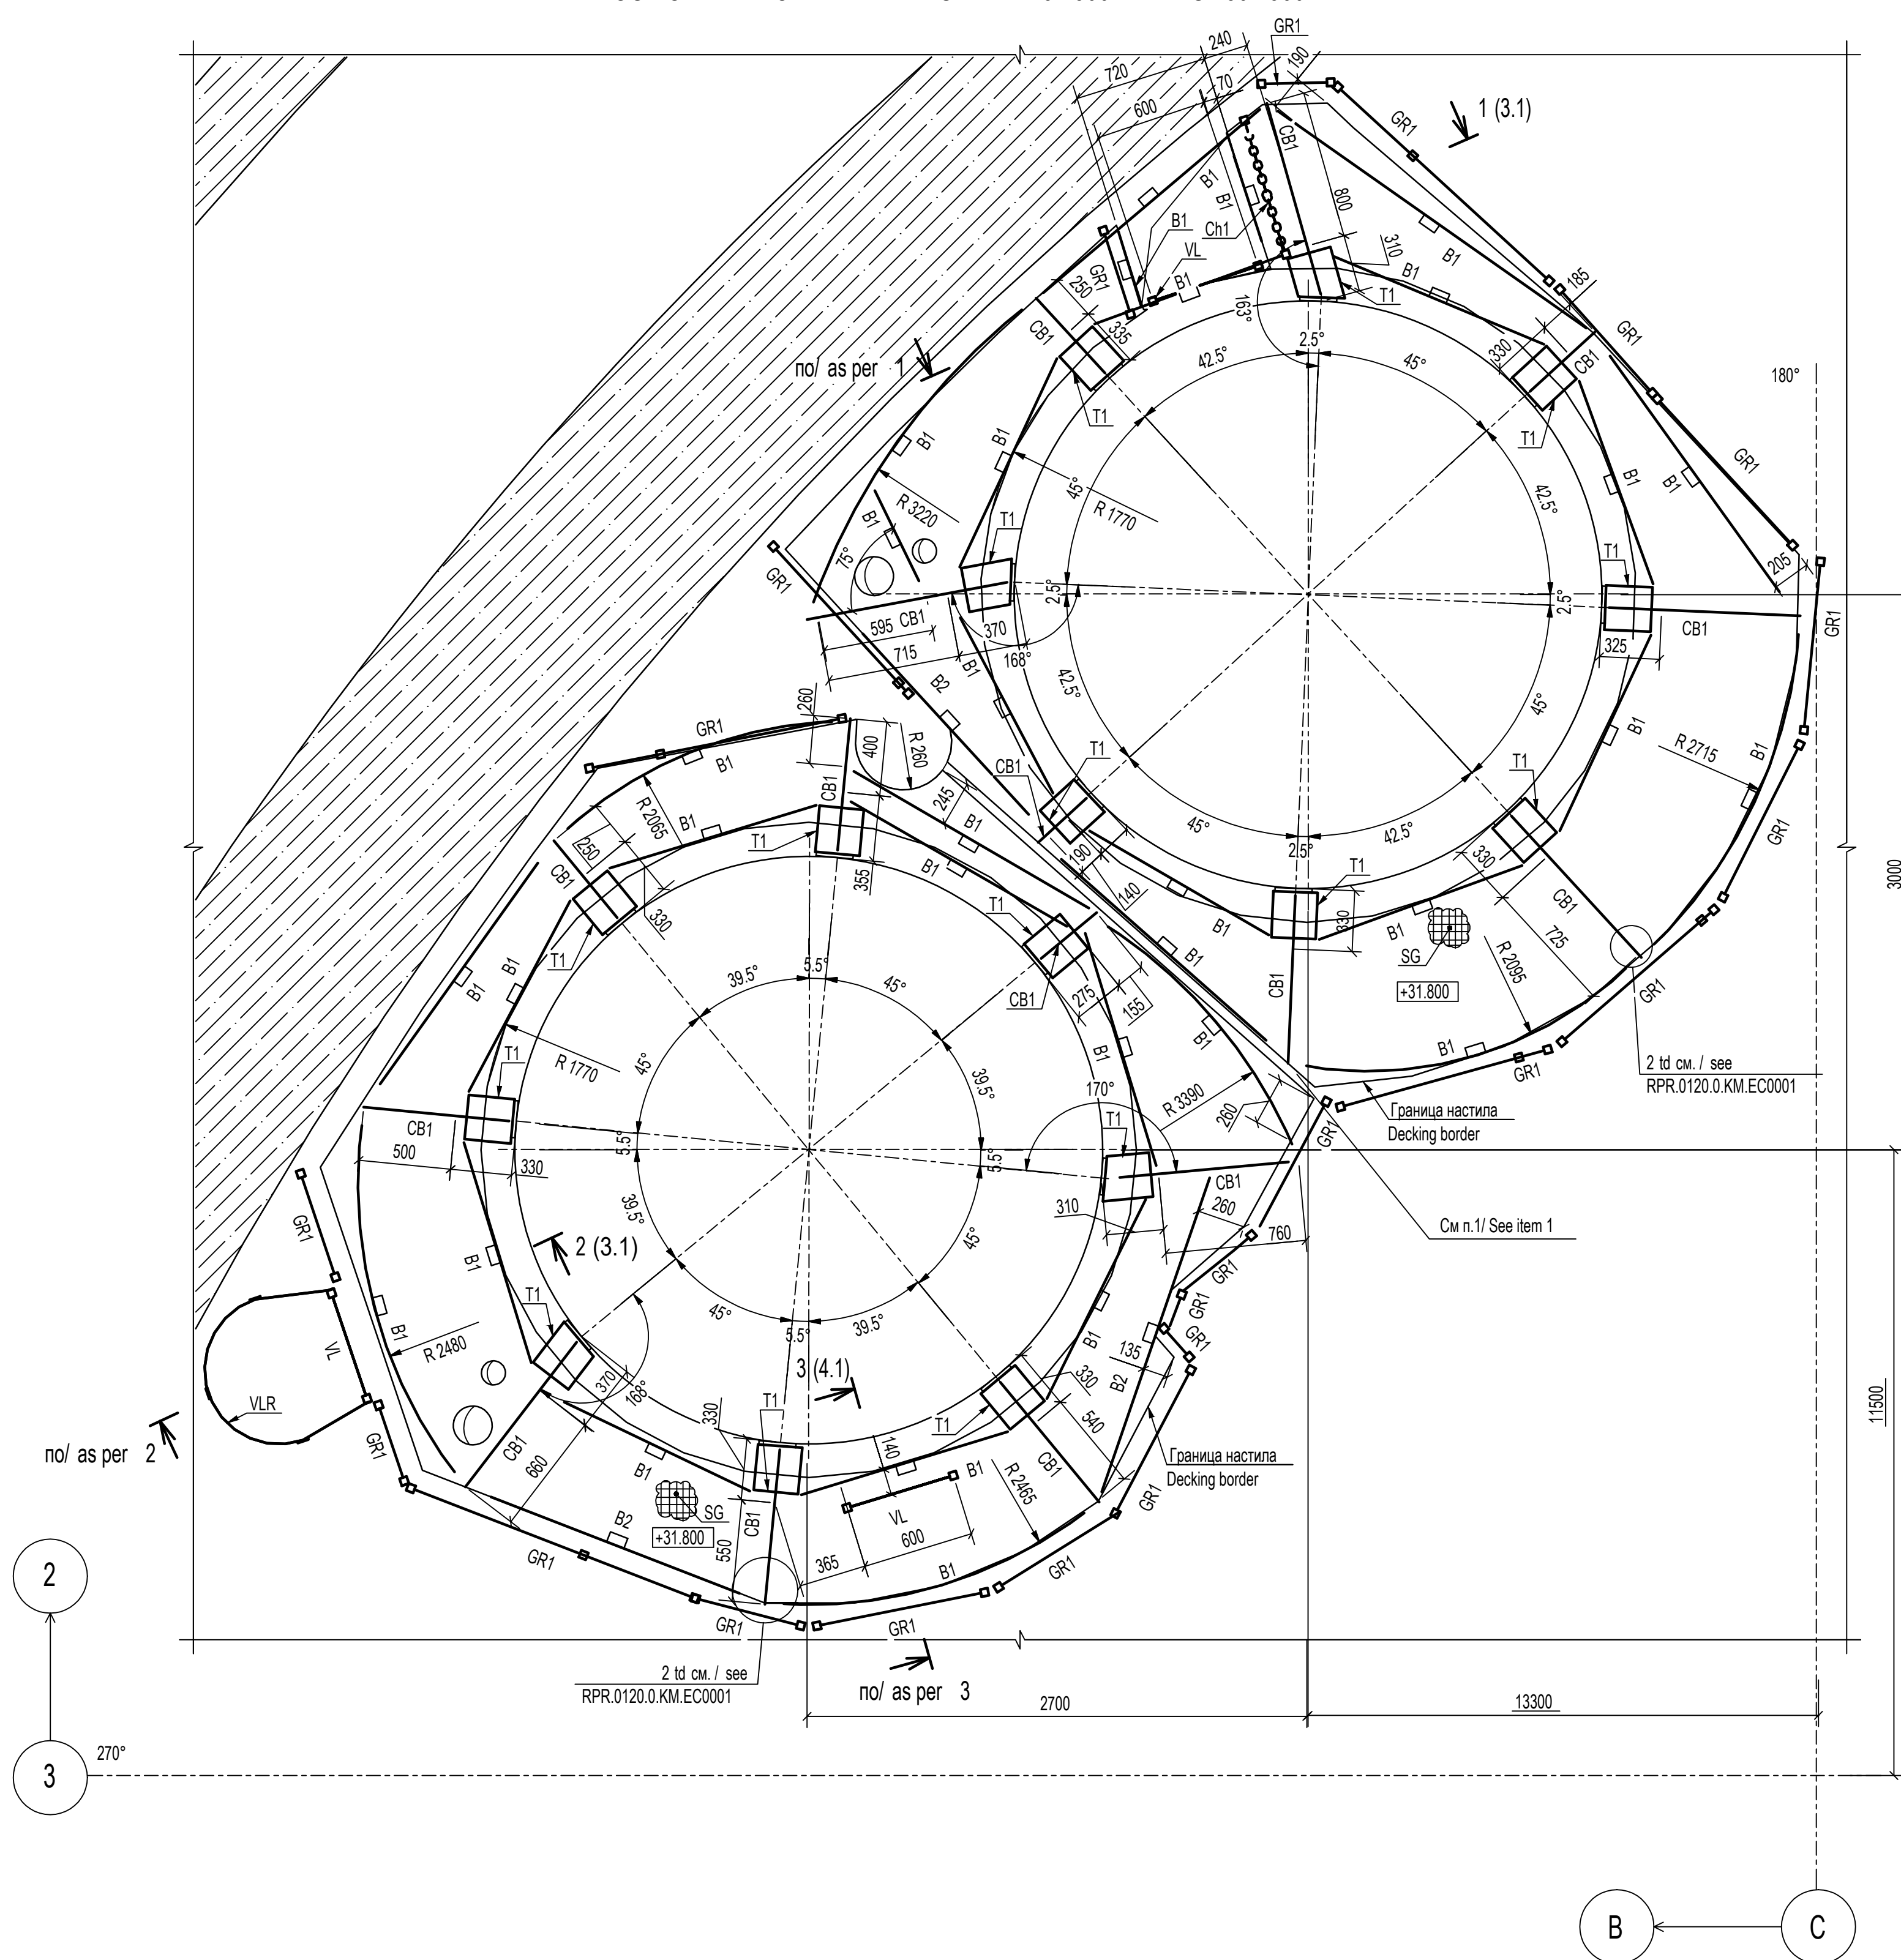 GR1
240
190
720
70
600
CB1
GR1
1 (3.1)
B1
B1
800
B1
Ch1
VL
310
GR1
B1
B1
B1
185
T1
250
163°
CB1
335
GR1
по/ as per 1
2.5°
42.5°
45°
330
CB1
180°
T1
T1
B1
B1
45°
R 1770
42.5°
B1
B1
GR1
R 3220
B1
T1
T1
75°
GR1
205
2.5°
2.5°
595
CB1
370
CB1
GR1
715
168°
B1
325
B2
260
42.5°
45°
B1
GR1
400
R 260
T1
R 2715
B1
B1
CB1
T1
CB1
245
R 2065
B1
B1
45°
42.5°
GR1
T1
250
190
2.5°
T1
330
3000
CB1
355
B1
140
330
T1
B1
B1
CB1
330
T1
B1
SG
725
B1
B1
39.5°
5.5°
45°
CB1
275
155
CB1
R 2095
+31.800
GR1
R 1770
T1
45°
39.5°
B1
B1
B1
170°
R 3390
260
GR1
2 td см. / see
RPR.0120.0.KM.EC0001
Граница настила
Decking border
T1
GR1
CB1
500
330
5.5°
5.5°
CB1
260
310
760
См п.1/ See item 1
GR1
39.5°
45°
2 (3.1)
B1
GR1
GR1
T1
GR1
VL
B1
45°
5.5°
39.5°
B1
135
R 2480
3 (4.1)
B2
370
168°
330
VLR
T1
330
T1
540
11500
по/ as per 2
GR1
CB1
140
Граница настила
Decking border
660
B1
B1
CB1
R 2465
GR1
SG
VL
B2
+31.800
CB1
600
550
GR1
365
B1
GR1
2
GR1
GR1
2 td см. / see
RPR.0120.0.KM.EC0001
по/ as per 3
2700
13300
270°
3
B
C